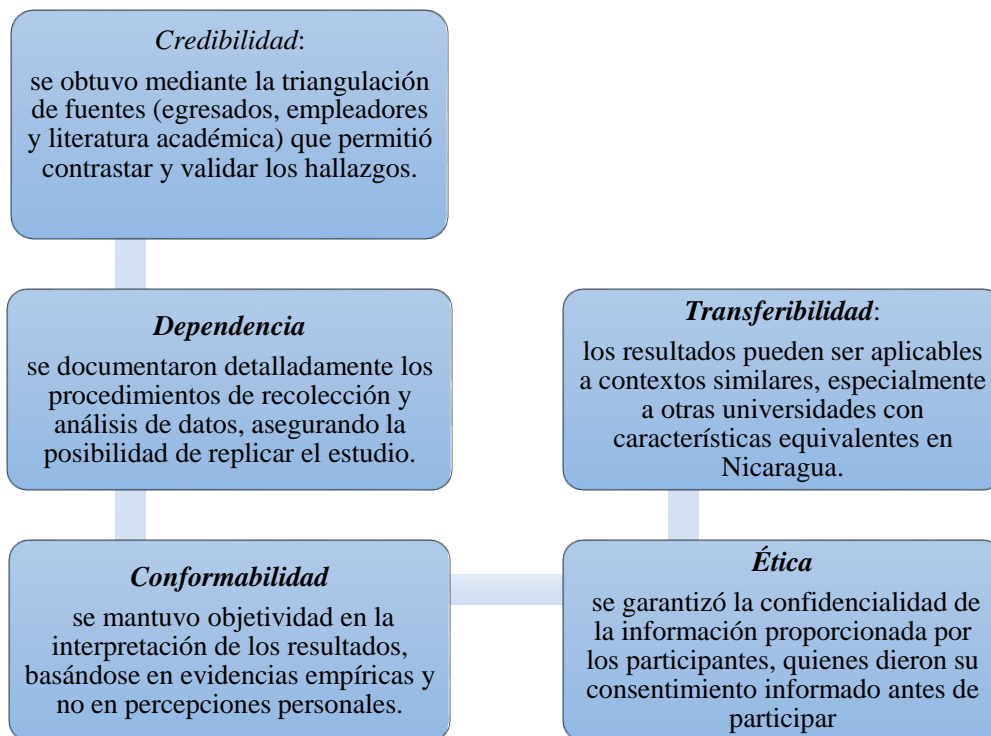 Credibilidad:
se obtuvo mediante la triangulación
de fuentes (egresados, empleadores
y literatura académica) que permitió
contrastar y validar los hallazgos.
Dependencia
se documentaron detalladamente los
procedimientos de recolección y
análisis de datos, asegurando la
posibilidad de replicar el estudio.
Conformabilidad
se mantuvo objetividad en la
interpretación de los resultados,
basándose en evidencias empíricas y
no en percepciones personales.
Ética
se garantizó la confidencialidad de
la información proporcionada por
los participantes, quienes dieron su
consentimiento informado antes de
participar
Transferibilidad:
los resultados pueden ser aplicables
a contextos similares, especialmente
a otras universidades con
características equivalentes en
Nicaragua.